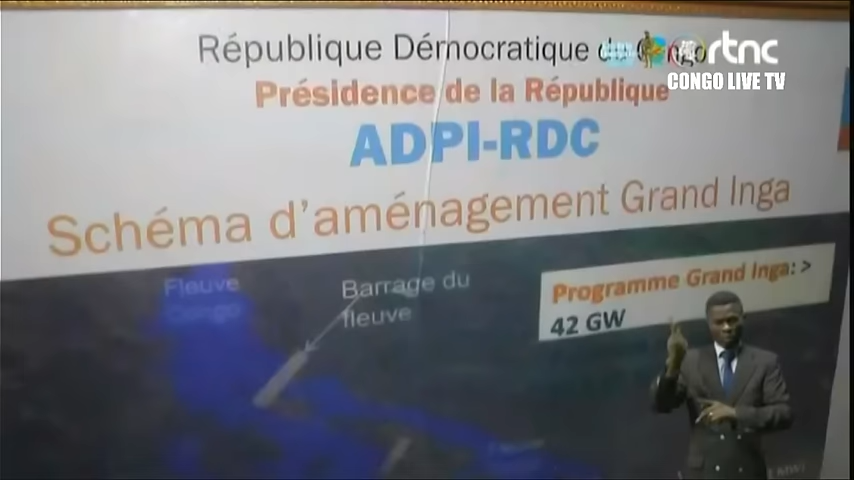 République Démocratique du Congo
rtnc
CONGO LIVE TV
Présidence de la République
ADPI-RDC
Schéma d'aménagement Grand Inga
Fleuve
Congo
Barrage du
fleuve
Programme Grand Inga: >
42 GW